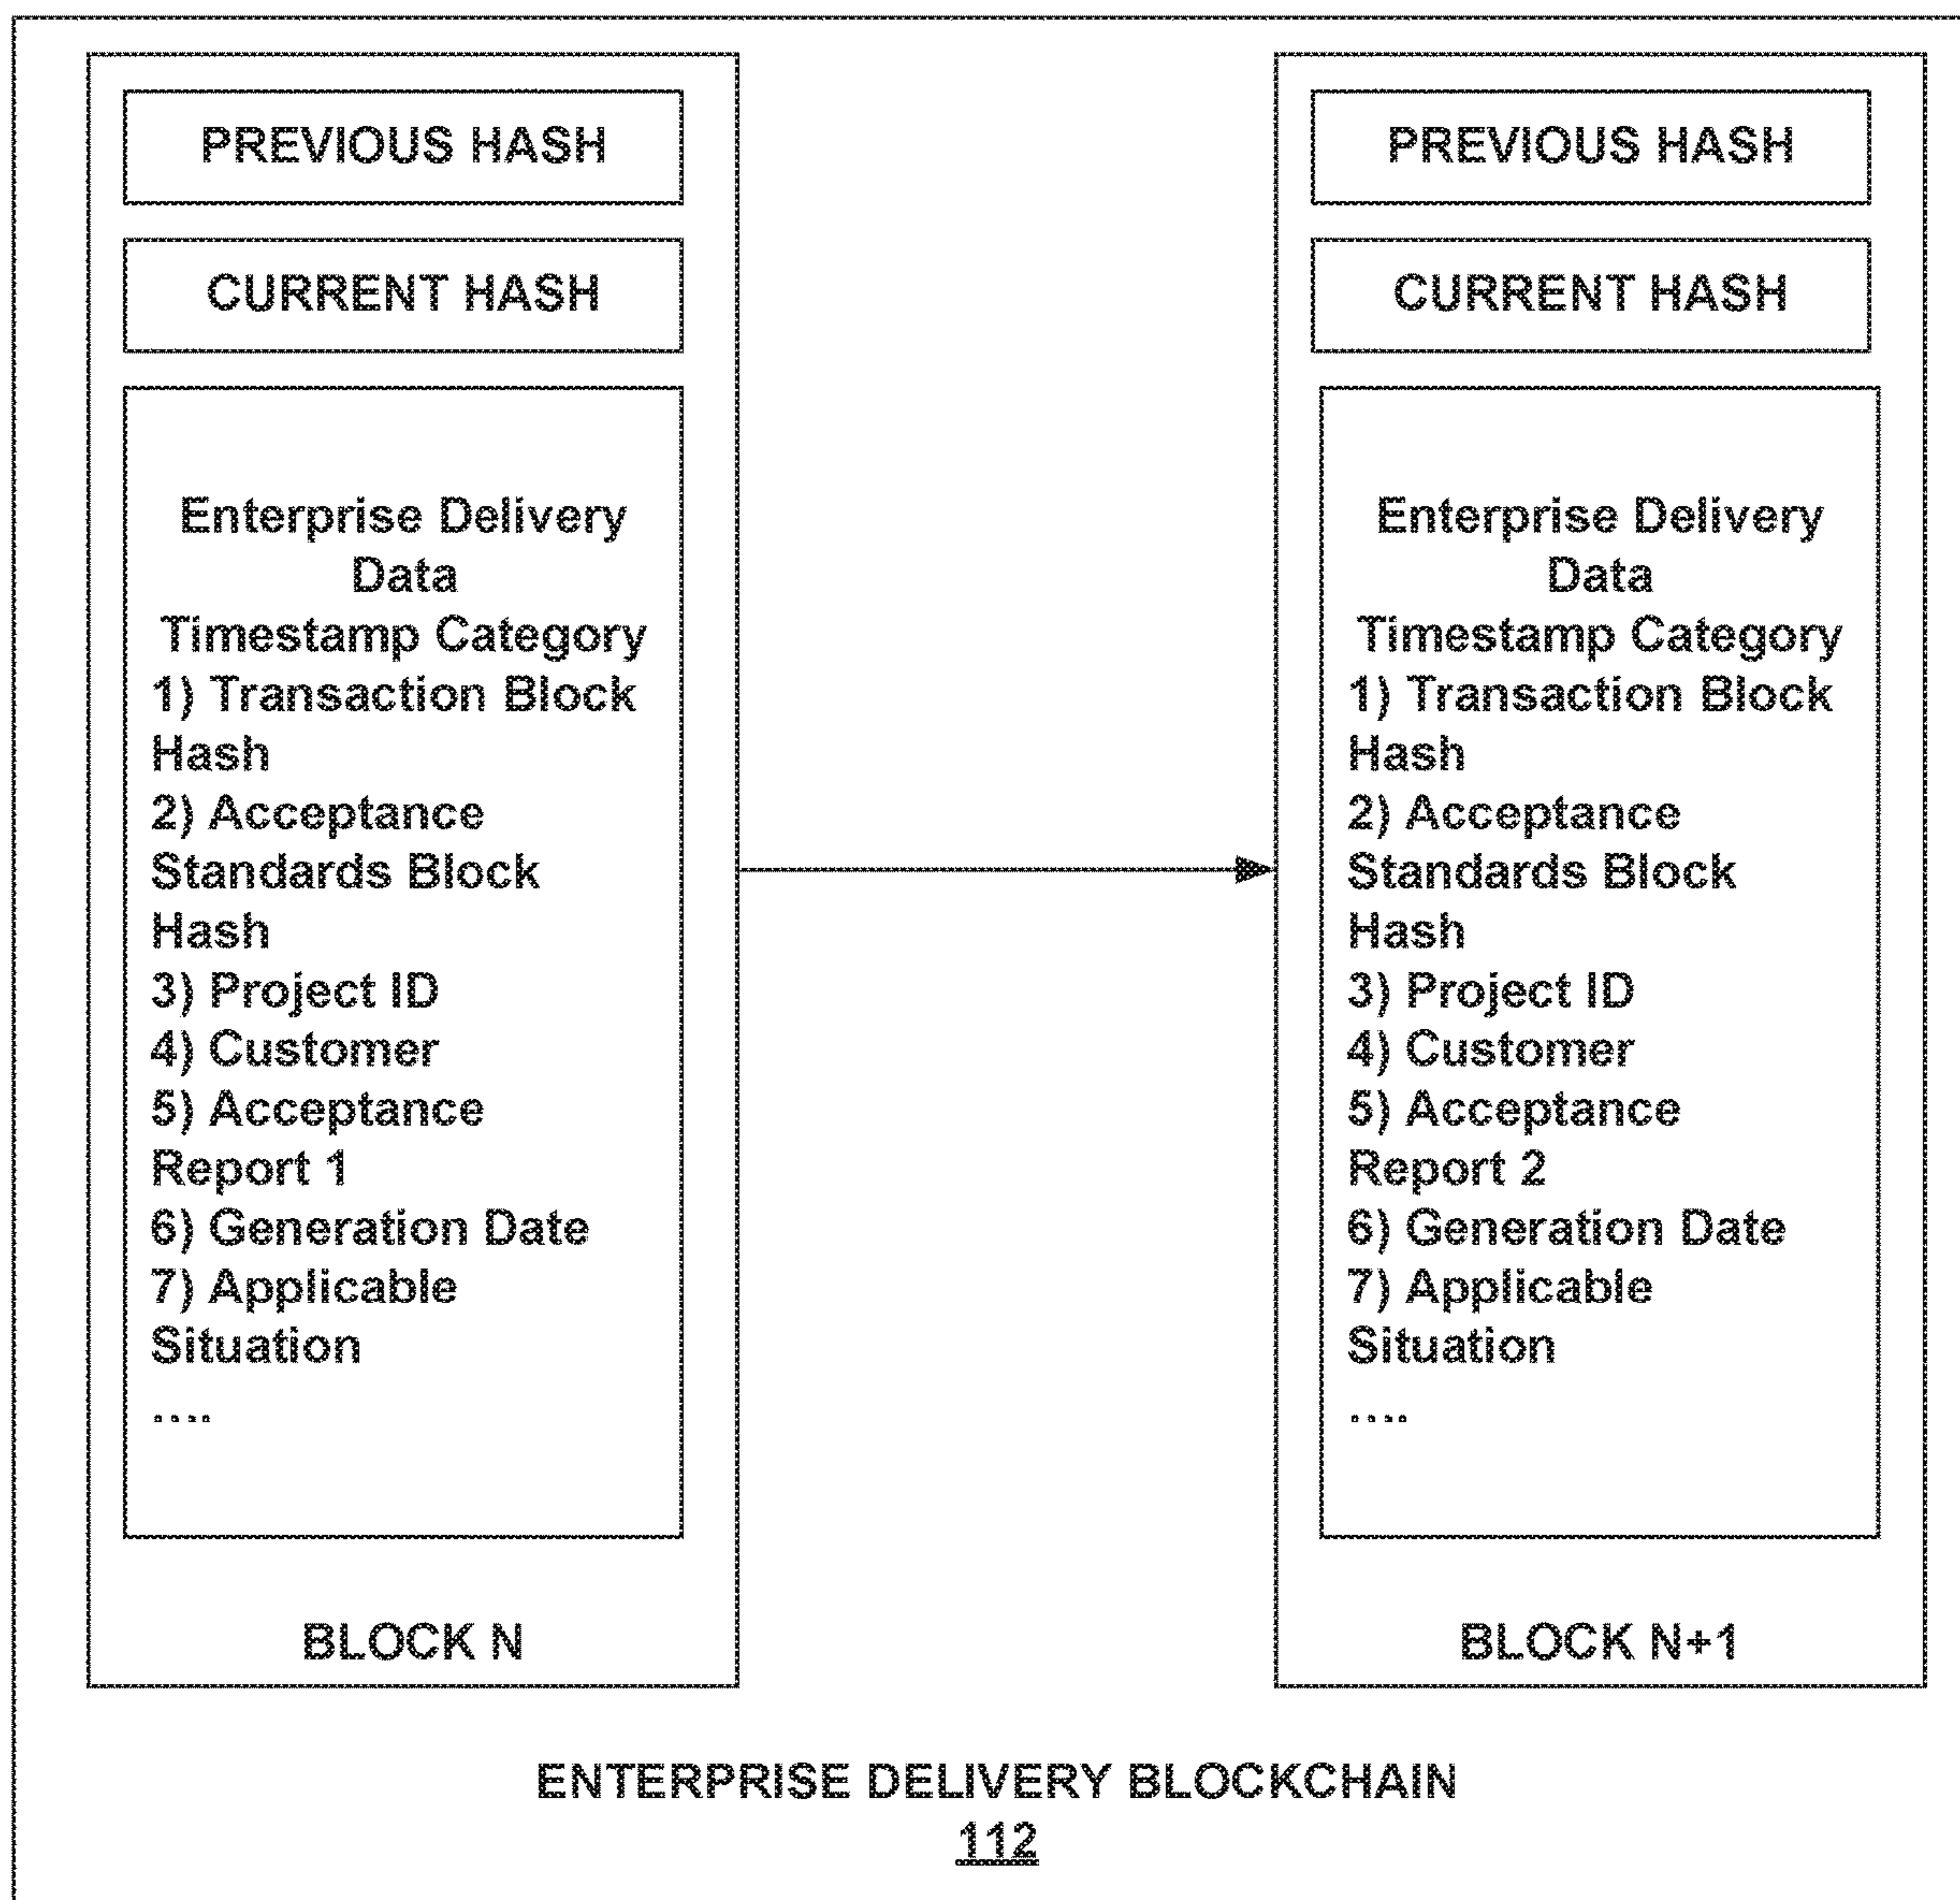 PREVIOUS HASH
CURRENT HASH
Enterprise Delivery
Data
Timestamp Category
1) Transaction Block
Hash
2) Acceptance
Standards Block
Hash
3) Project ID
4) Customer
5) Acceptance
Report 1
6) Generation Date
7) Applicable
Situation
....
BLOCK N
PREVIOUS HASH
CURRENT HASH
Enterprise Delivery
Data
Timestamp Category
1) Transaction Block
Hash
2) Acceptance
Standards Block
Hash
3) Project ID
4) Customer
5) Acceptance
Report 2
6) Generation Date
7) Applicable
Situation
....
BLOCK N+1
ENTERPRISE DELIVERY BLOCKCHAIN
112